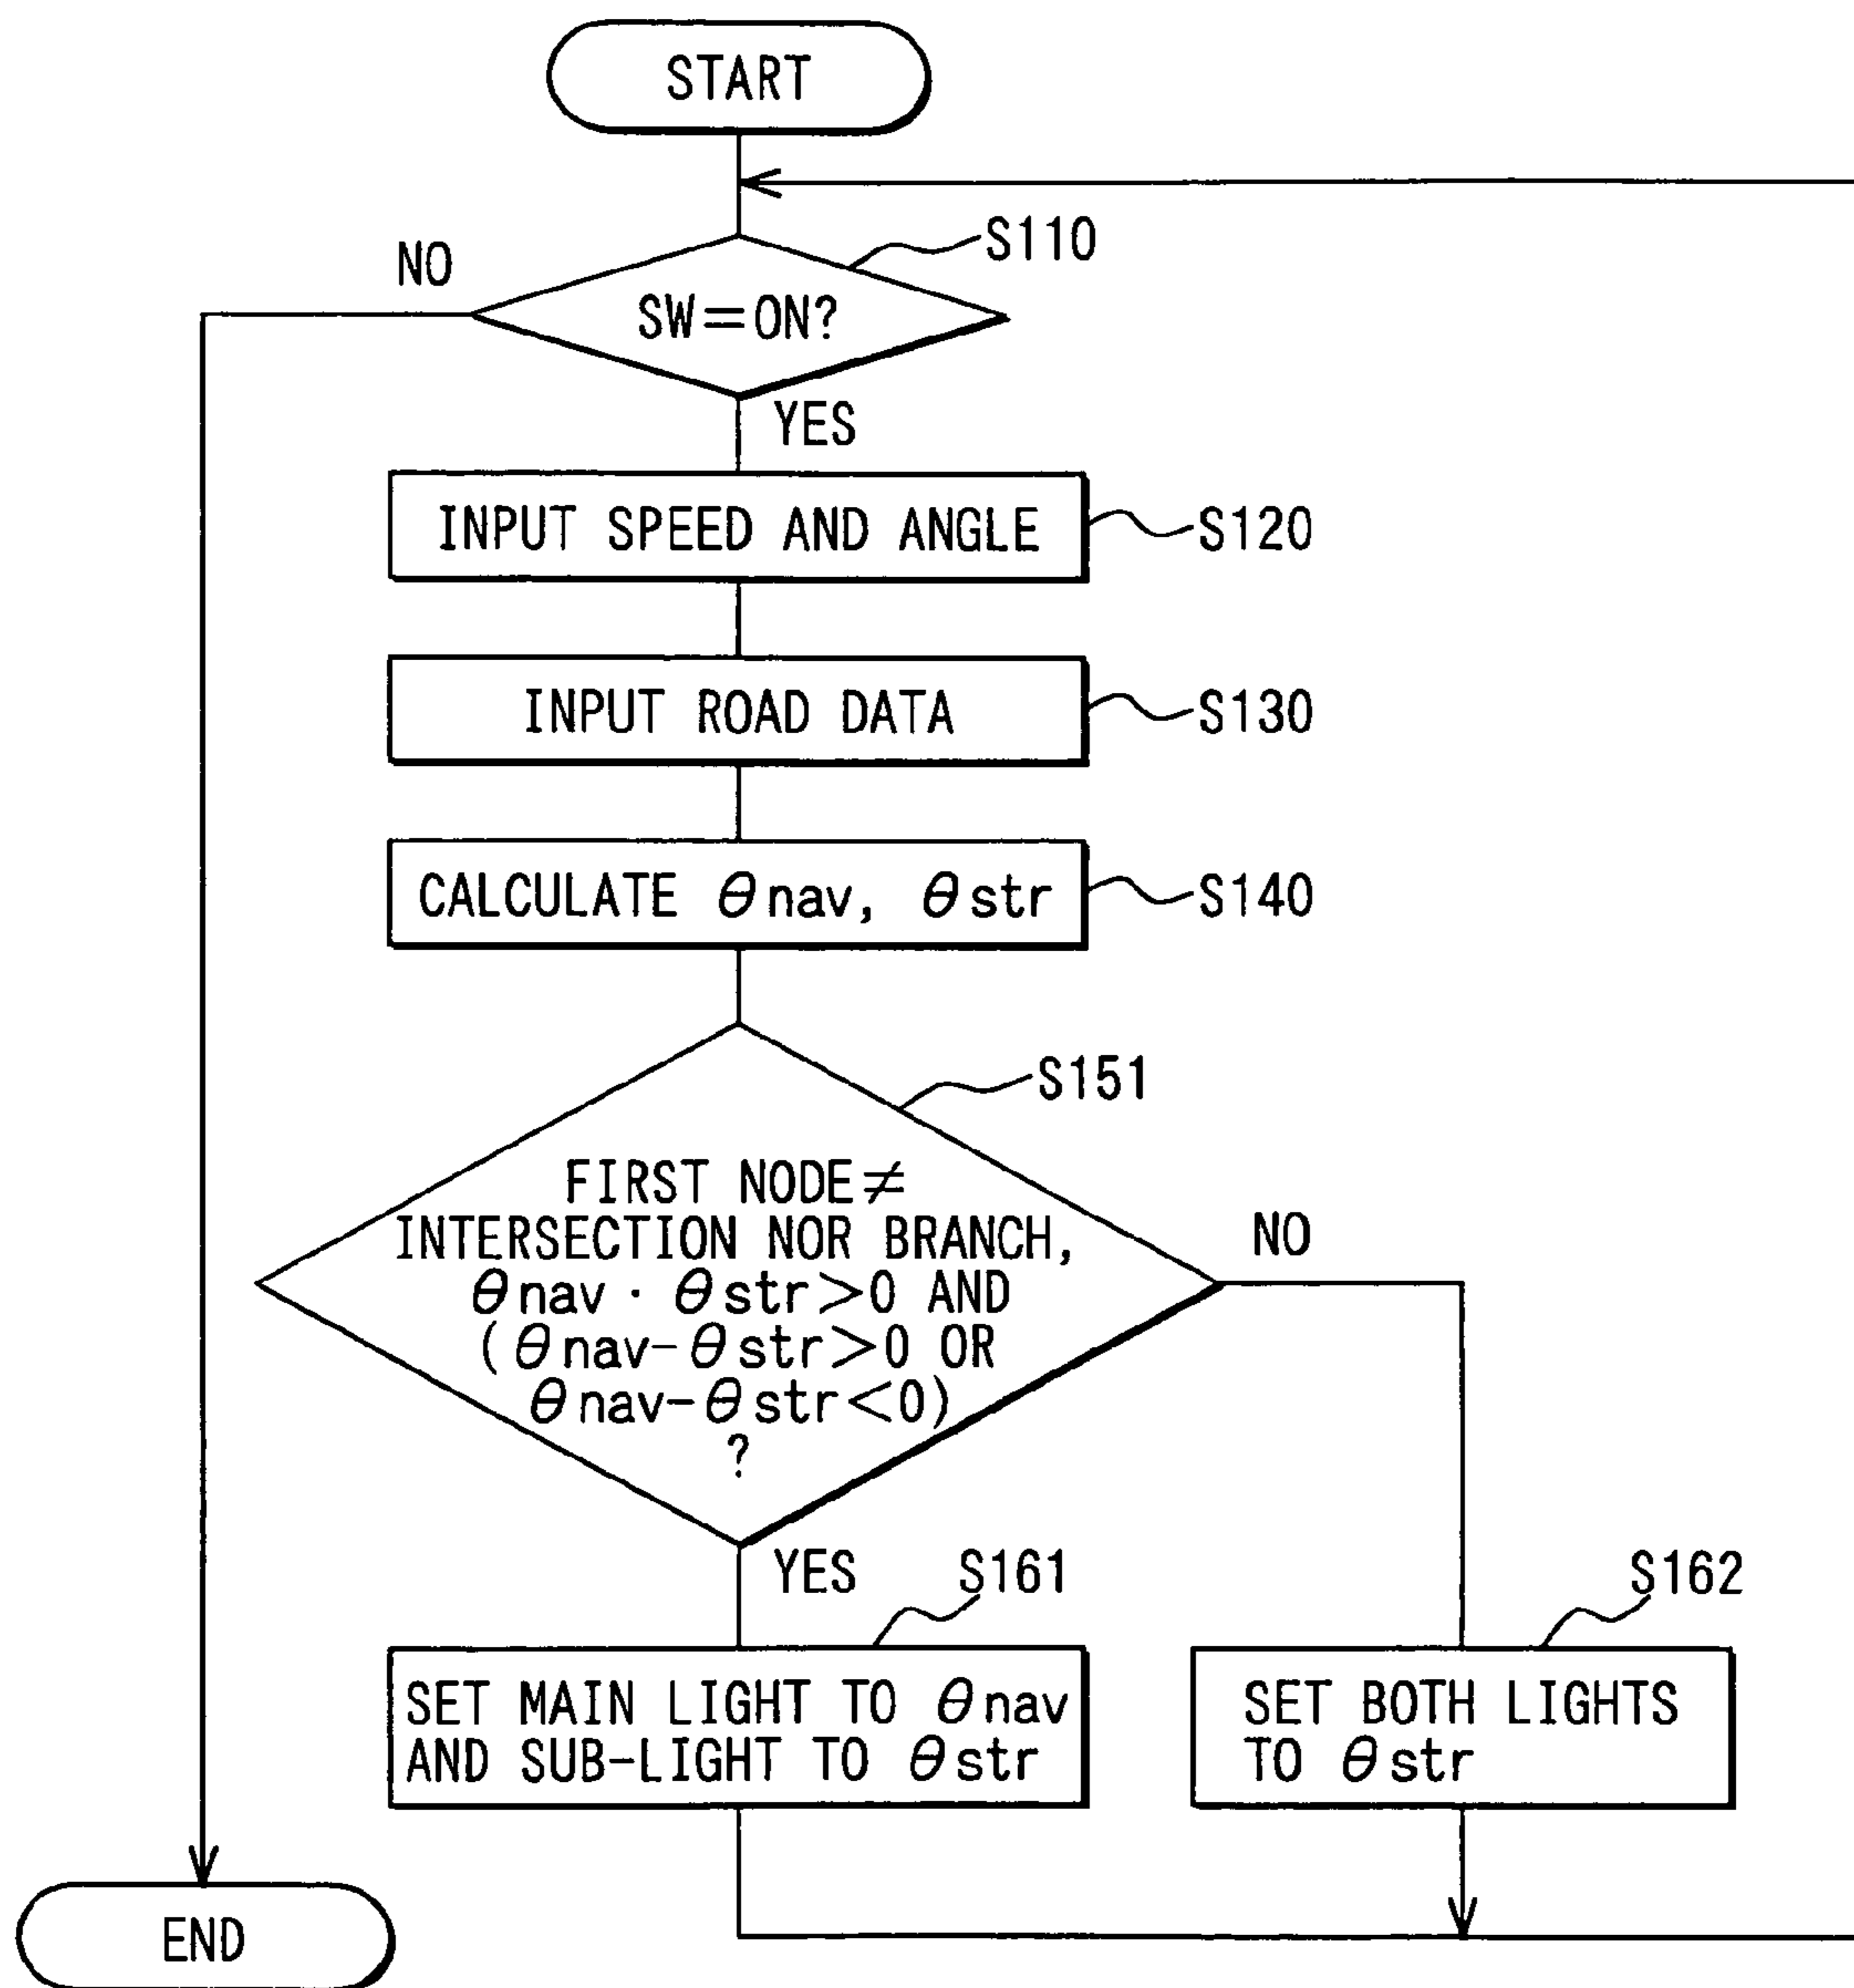 START
S110
NO
SW=ON?
YES
INPUT SPEED AND ANGLE
S120
INPUT ROAD DATA
S130
CALCULATE θnav, θstr
S140
S151
FIRST NODE≠
INTERSECTION NOR BRANCH,
θnav・θstr>0 AND
(θnav-θstr>0 OR
θnav-θstr<0)
?
NO
YES
S161
S162
SET MAIN LIGHT TO θnav
AND SUB-LIGHT TO θstr
SET BOTH LIGHTS
TO θstr
END